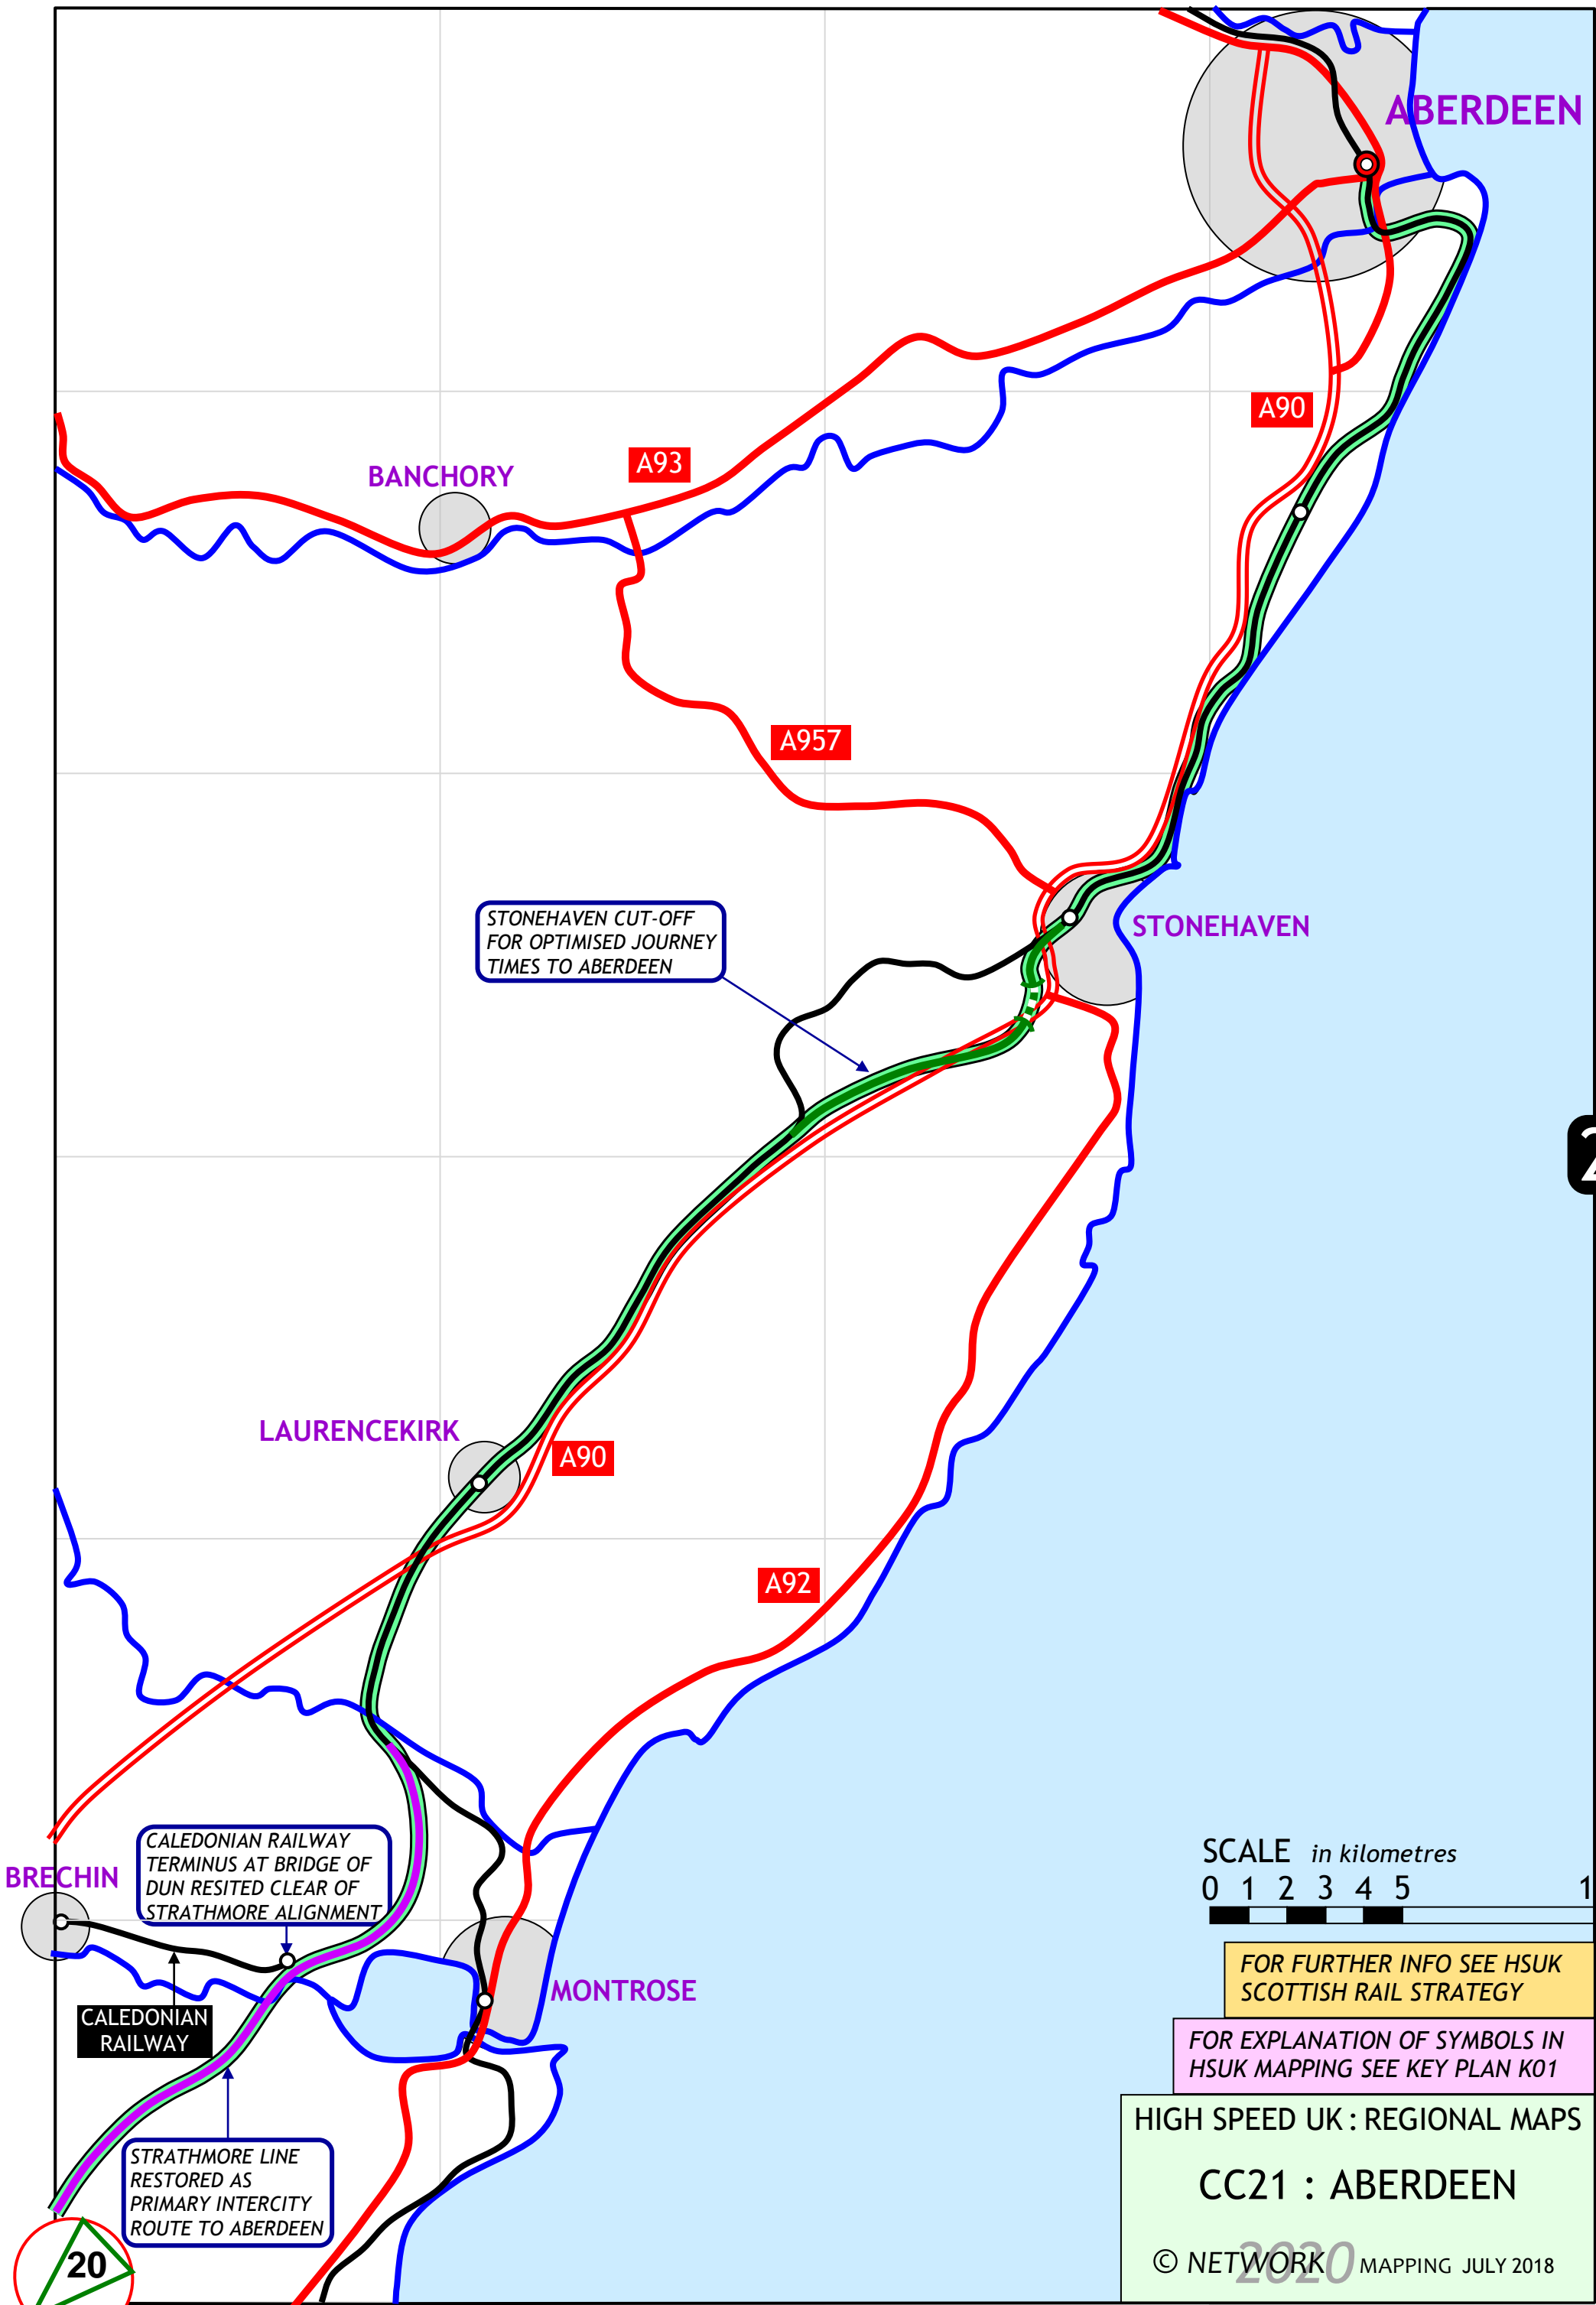 ABERDEEN
A90
BANCHORY
A93
A957
STONEHAVEN CUT-OFF
FOR OPTIMISED JOURNEY
TIMES TO ABERDEEN
STONEHAVEN
2
LAURENCEKIRK
A90
A92
CALEDONIAN RAILWAY
TERMINUS AT BRIDGE OF
DUN RESITED CLEAR OF
STRATHMORE ALIGNMENT
BRECHIN
CALEDONIAN
RAILWAY
MONTROSE
STRATHMORE LINE
RESTORED AS
PRIMARY INTERCITY
ROUTE TO ABERDEEN
20
SCALE in kilometres
0 1 2 3 4 5 1
FOR FURTHER INFO SEE HSUK
SCOTTISH RAIL STRATEGY
FOR EXPLANATION OF SYMBOLS IN
HSUK MAPPING SEE KEY PLAN K01
HIGH SPEED UK : REGIONAL MAPS
CC21 : ABERDEEN
© NETWORK 2020 MAPPING JULY 2018